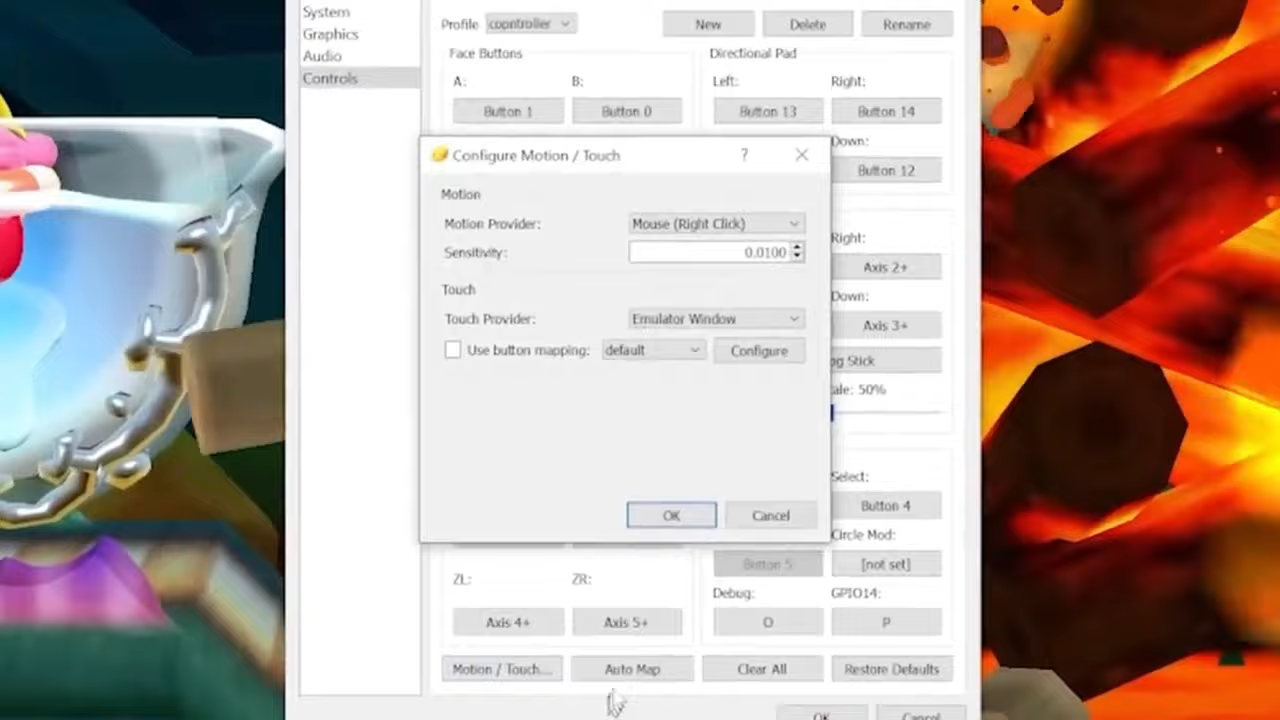 System
Graphics
Audio
Controls
Profile copntroller New Delete Rename
Face Buttons
A: B:
Button 1 Button 0
Directional Pad
Left: Right:
Button 13 Button 14
Down:
Button 12
Configure Motion / Touch ?
Motion
Motion Provider: Mouse (Right Click)
Sensitivity: 0.0100
Touch
Touch Provider: Emulator Window
Use button mapping: default Configure
OK Cancel
Right:
Axis 2+
Down:
Axis 3+
og Stick
ale: 50%
Select:
Button 4
Circle Mod:
Button 5 [not set]
ZL: ZR:
Axis 4+ Axis 5+
Debug: GPIO14:
O P
Motion / Touch... Auto Map Clear All Restore Defaults
OK Cancel